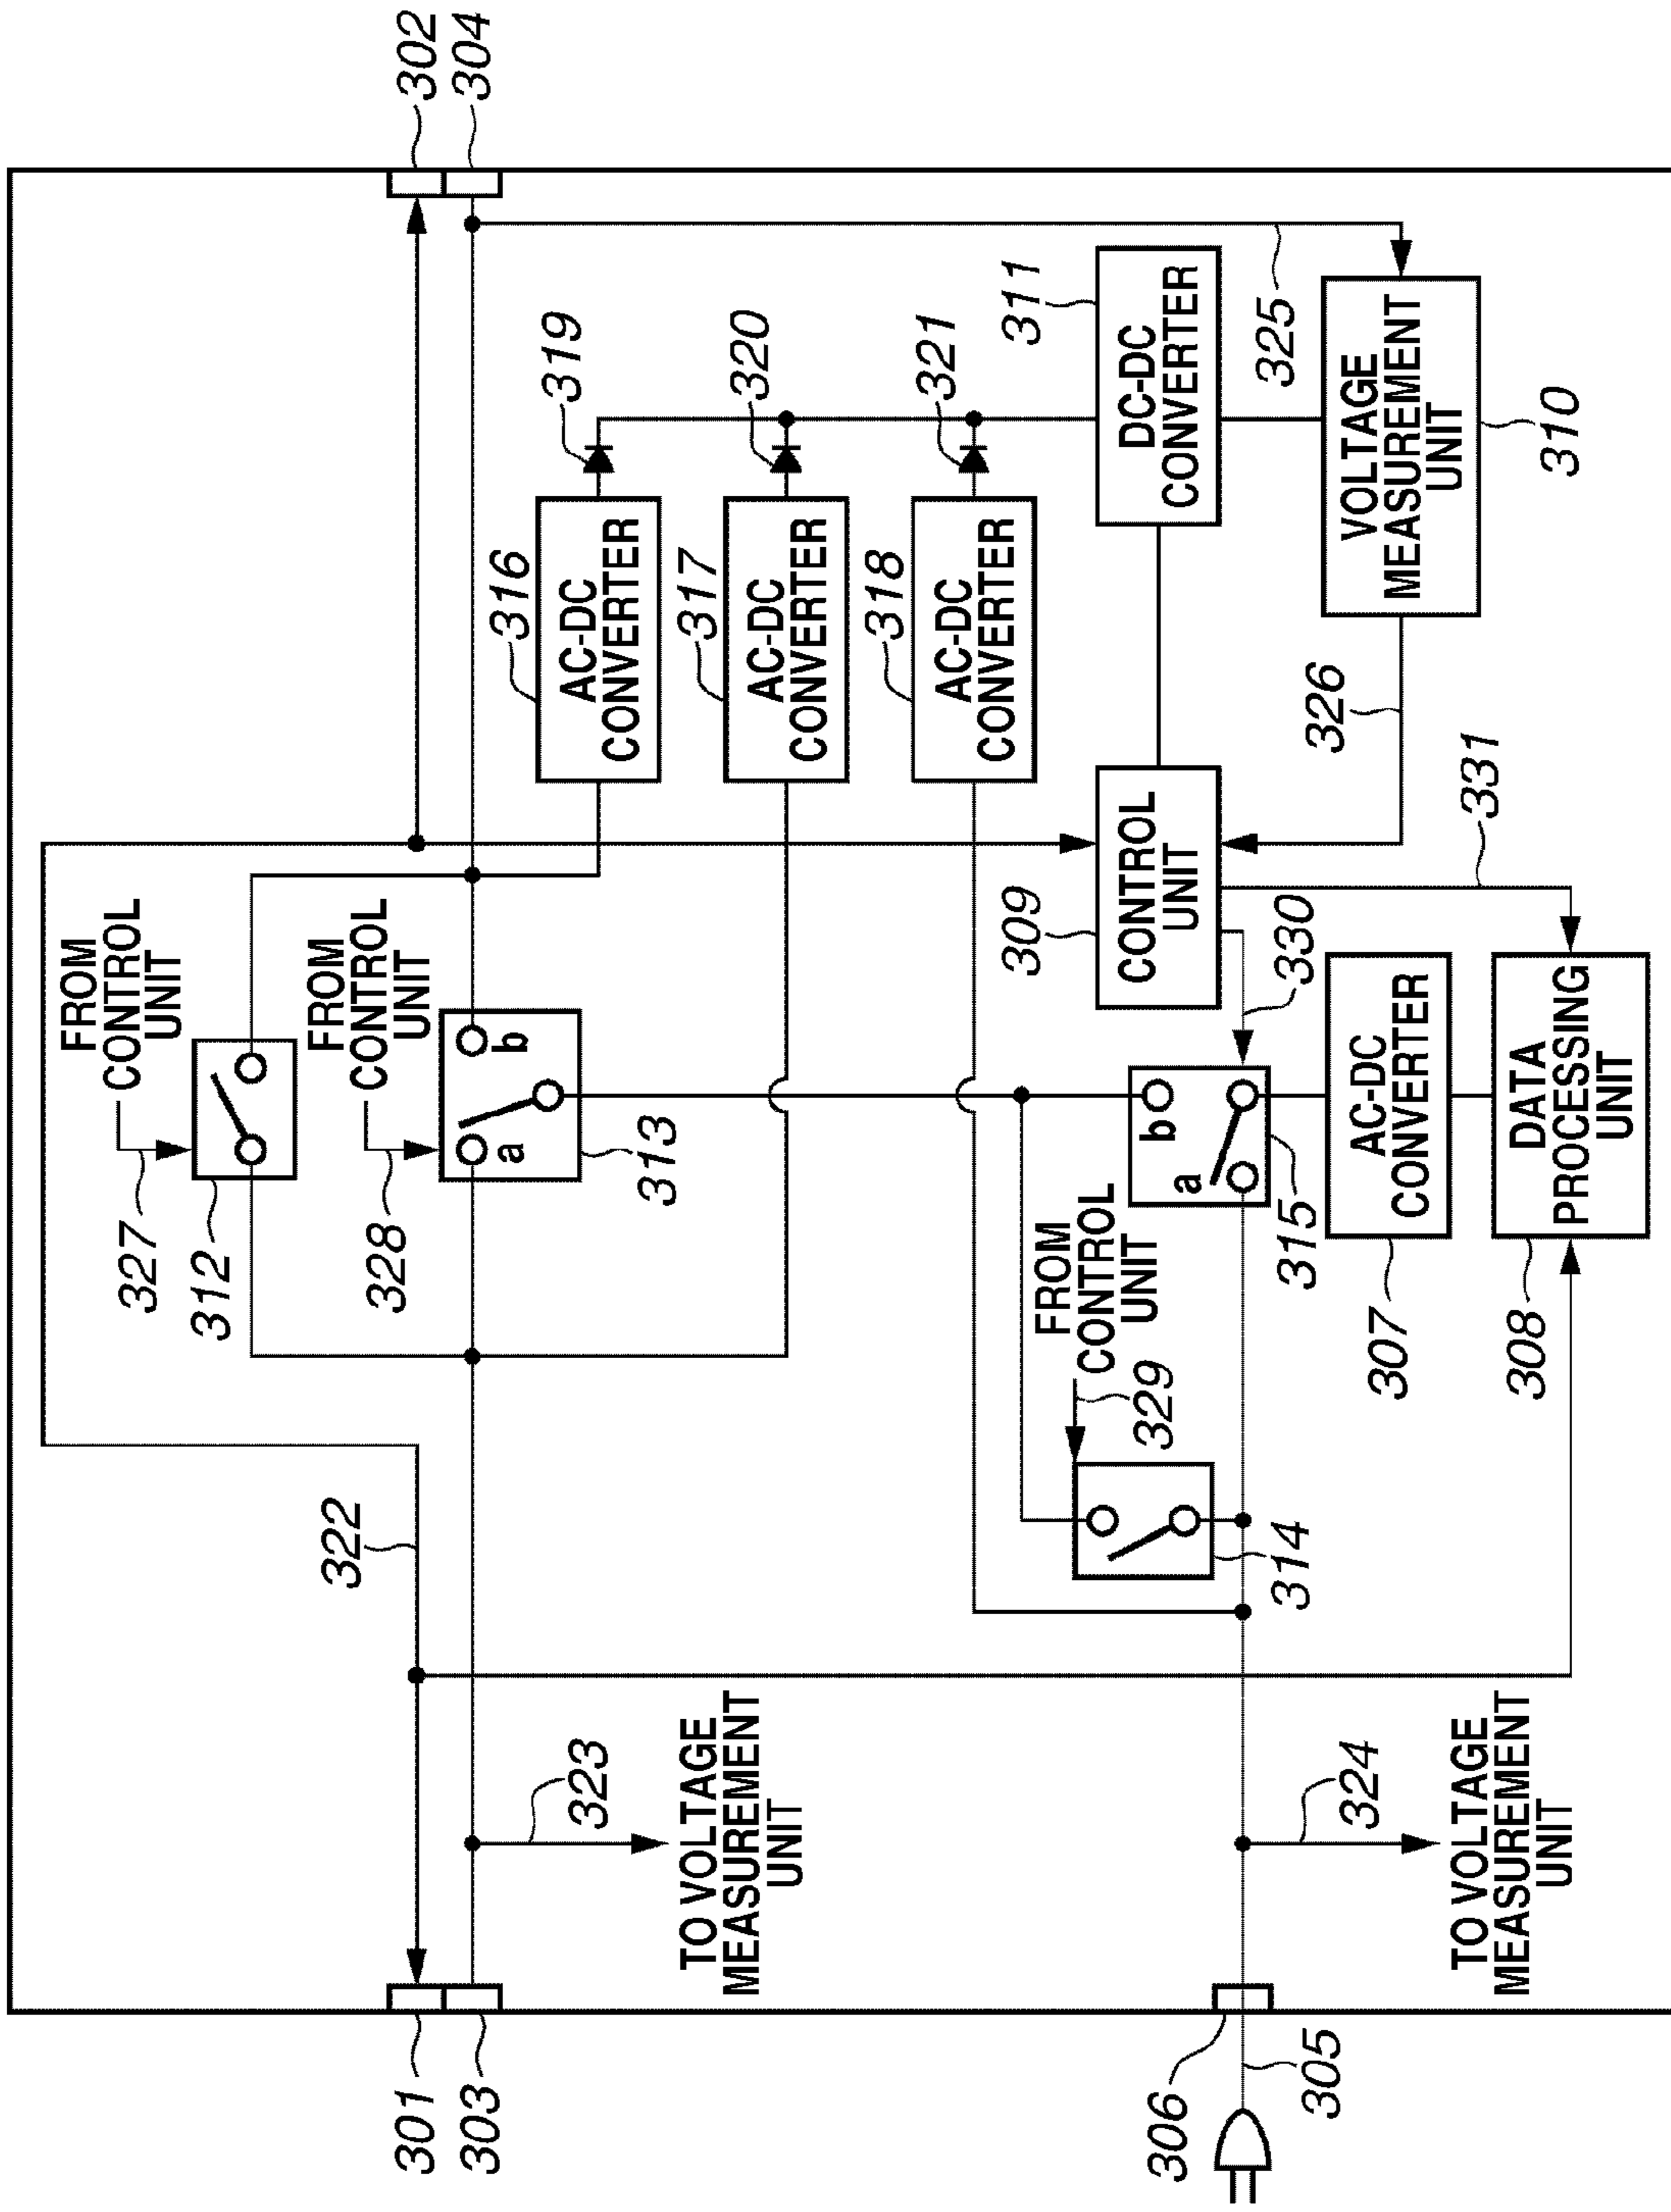 302
304
301
303
322
FROM
CONTROL
UNIT
327
312
FROM
CONTROL
UNIT
328
a
b
313
316
AC-DC
CONVERTER
319
317
AC-DC
CONVERTER
320
318
AC-DC
CONVERTER
321
323
TO VOLTAGE
MEASUREMENT
UNIT
309
CONTROL
UNIT
311
DC-DC
CONVERTER
325
VOLTAGE
MEASUREMENT
UNIT
310
326
331
330
FROM
CONTROL
UNIT
329
314
a
b
315
AC-DC
CONVERTER
307
DATA
PROCESSING
UNIT
308
306
305
324
TO VOLTAGE
MEASUREMENT
UNIT